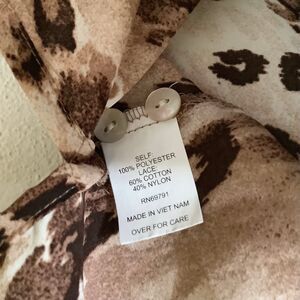 SELF:
100% POLYESTER
LACE:
60% COTTON
40% NYLON
RN69791
MADE IN VIET NAM
OVER FOR CARE